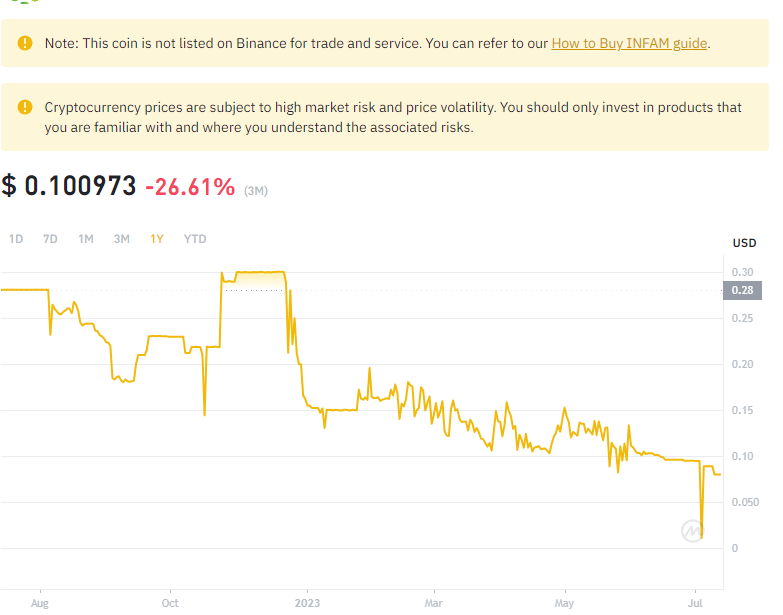 Note: This coin is not listed on Binance for trade and service. You can refer to our How to Buy INFAM guide.
Cryptocurrency prices are subject to high market risk and price volatility. You should only invest in products that
you are familiar with and where you understand the associated risks.
$ 0.100973 -26.61% (3M)
1D 7D 1M 3M 1Y YTD
USD
0.30
0.28
0.25
0.20
0.15
0.10
0.050
0
Aug Oct 2023 Mar May Jul